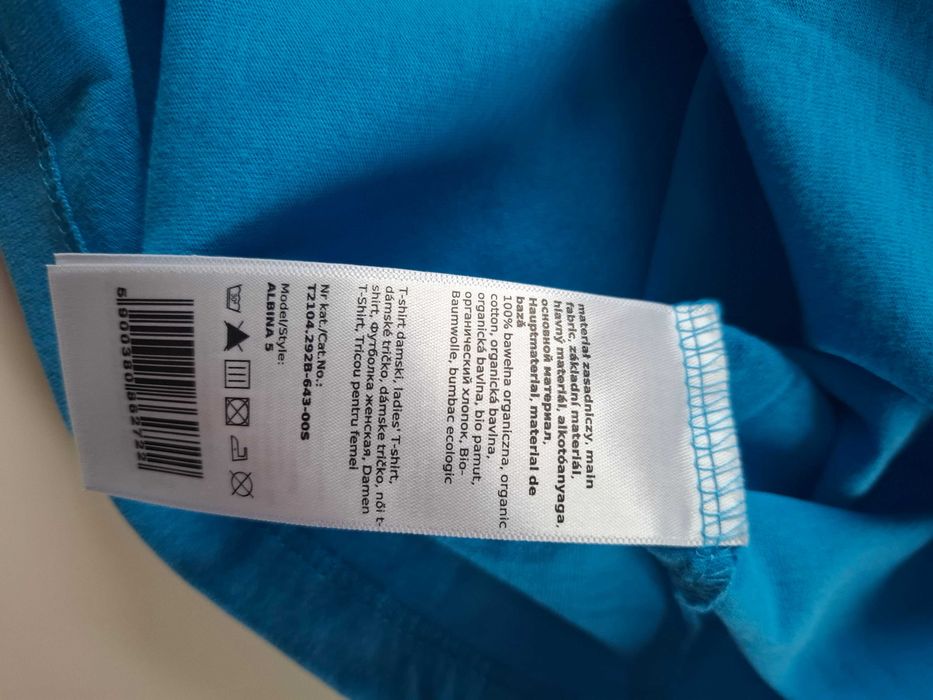 materiał zasadniczy, main
fabric, základní materiál,
hlavný materiál, alkotóanyaga,
основной материал,
Hauptmaterial, material de
bază
100% bawełna organiczna, organic
cotton, organická bavlna,
organická bavlna, bio pamut,
органический хлопок, Bio-
Baumwolle, bumbac ecologic
T-shirt damski, ladies' T-shirt,
dámské tričko, dámske tričko, női t-
shirt, Футболка женская, Damen
T-Shirt, Tricou pentru femei
Nr kat./Cat.No.:
T2104.292B-643-00S
Model/Style:
ALBINA 5